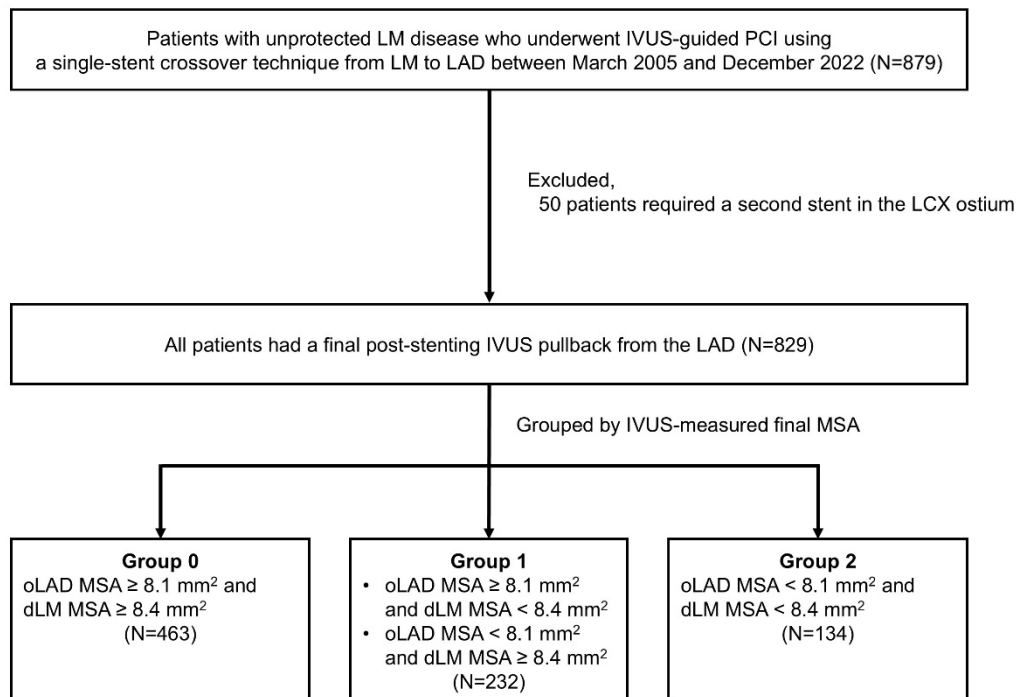 Patients with unprotected LM disease who underwent IVUS-guided PCI using
a single-stent crossover technique from LM to LAD between March 2005 and December 2022 (N=879)
Excluded,
50 patients required a second stent in the LCX ostium
All patients had a final post-stenting IVUS pullback from the LAD (N=829)
Grouped by IVUS-measured final MSA
Group 0
oLAD MSA ≥ 8.1 mm² and
dLM MSA ≥ 8.4 mm²
(N=463)
Group 1
• oLAD MSA ≥ 8.1 mm²
and dLM MSA < 8.4 mm²
• oLAD MSA < 8.1 mm²
and dLM MSA ≥ 8.4 mm²
(N=232)
Group 2
oLAD MSA < 8.1 mm² and
dLM MSA < 8.4 mm²
(N=134)